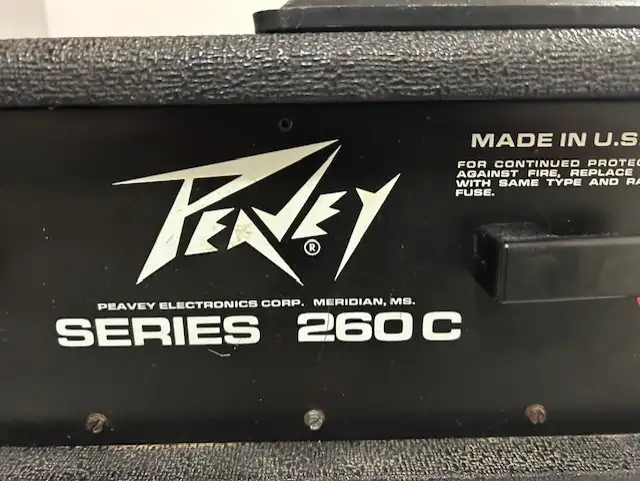 PEAVEY ®
PEAVEY ELECTRONICS CORP. MERIDIAN, MS.
SERIES 260 C
MADE IN U.S.
FOR CONTINUED PROTEC
AGAINST FIRE, REPLACE
WITH SAME TYPE AND RA
FUSE.